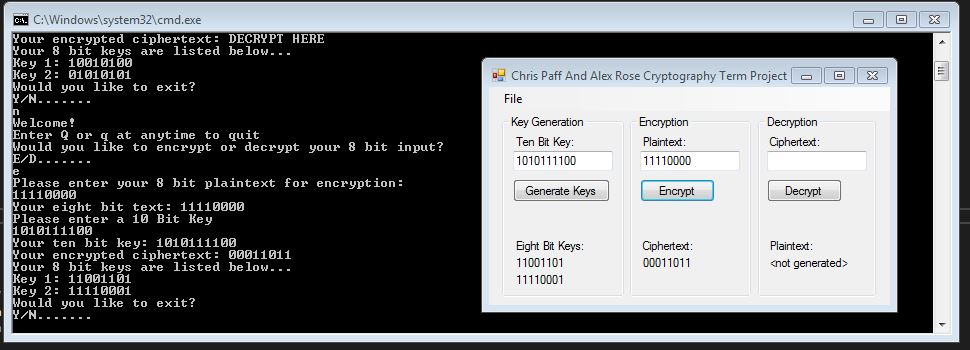 C:\Windows\system32\cmd.exe
Your encrypted ciphertext: DECRYPT HERE
Your 8 bit keys are listed below...
Key 1: 10010100
Key 2: 01010101
Would you like to exit?
Y/N.......
n
Welcome!
Enter Q or q at anytime to quit
Would you like to encrypt or decrypt your 8 bit input?
E/D.......
e
Please enter your 8 bit plaintext for encryption:
11110000
Your eight bit text: 11110000
Please enter a 10 Bit Key
1010111100
Your ten bit key: 1010111100
Your encrypted ciphertext: 00011011
Your 8 bit keys are listed below...
Key 1: 11001101
Key 2: 11110001
Would you like to exit?
Y/N.......
Chris Paff And Alex Rose Cryptography Term Project
File
Key Generation
Ten Bit Key:
1010111100
Generate Keys
Eight Bit Keys:
11001101
11110001
Encryption
Plaintext:
11110000
Encrypt
Ciphertext:
00011011
Decryption
Ciphertext:
Decrypt
Plaintext:
<not generated>